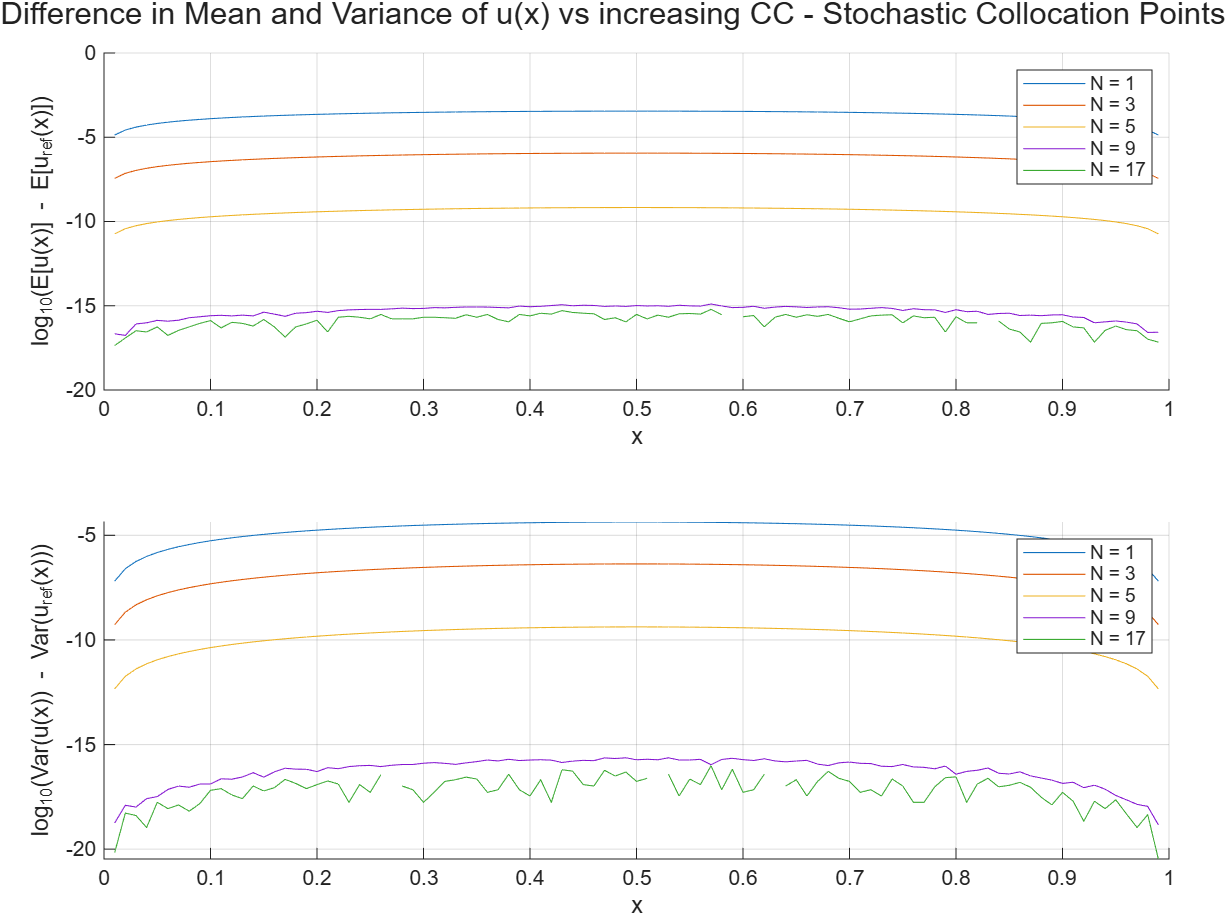 Difference in Mean and Variance of u(x) vs increasing CC - Stochastic Collocation Points
log10(E[u(x)] - E[uref(x)])
0
-5
-10
-15
-20
N = 1
N = 3
N = 5
N = 9
N = 17
0 0.1 0.2 0.3 0.4 0.5 0.6 0.7 0.8 0.9 1
x
log10(Var(u(x)) - Var(uref(x)))
-5
-10
-15
-20
N = 1
N = 3
N = 5
N = 9
N = 17
0 0.1 0.2 0.3 0.4 0.5 0.6 0.7 0.8 0.9 1
x